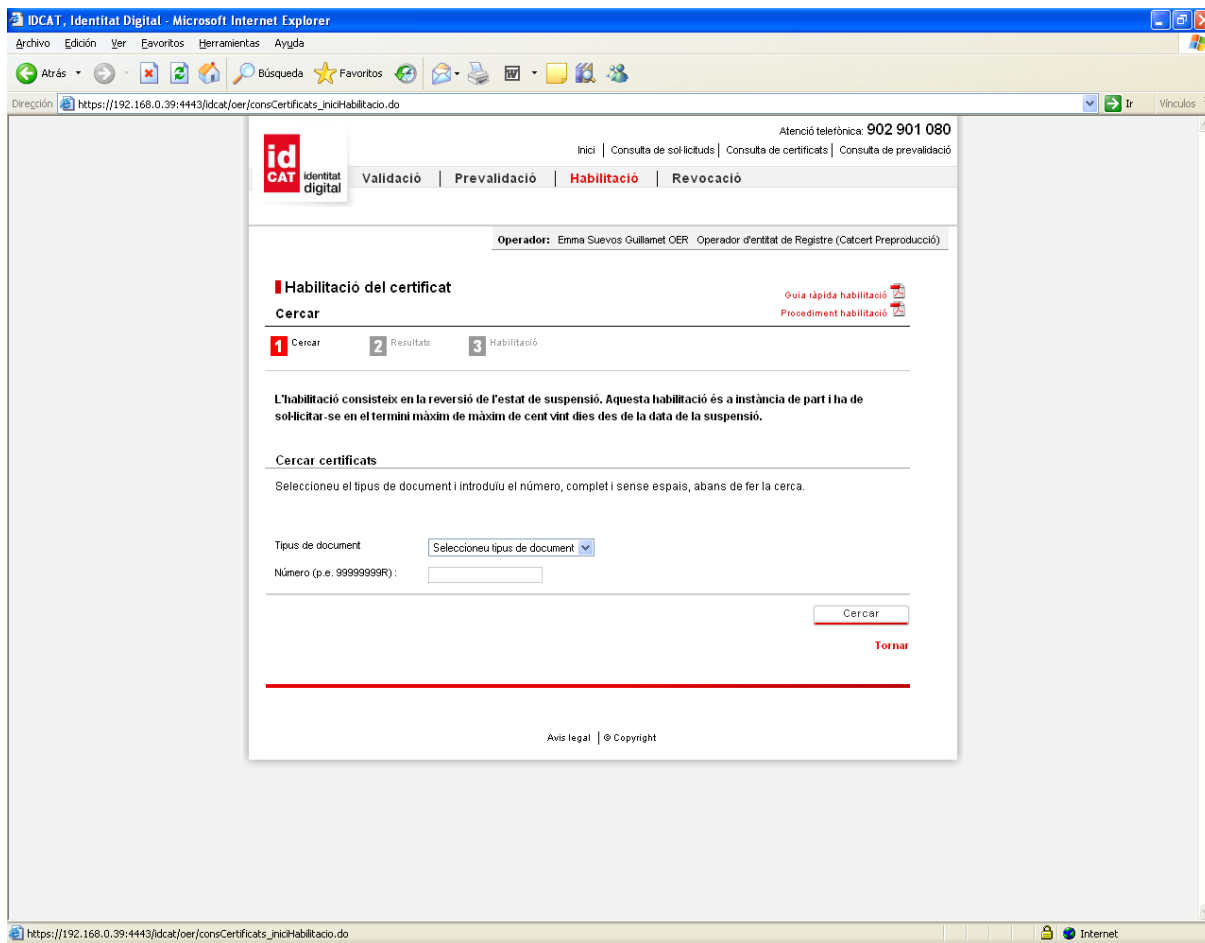 IDCAT, Identitat Digital - Microsoft Internet Explorer
Archivo Edición Ver Favoritos Herramientas Ayuda
Atrás Búsqueda Favoritos
Dirección https://192.168.0.39:4443/idcat/oer/consCertificats_iniciHabilitacio.do Ir Vínculos
Atenció telefònica: 902 901 080
Inici | Consulta de sol·licituds | Consulta de certificats | Consulta de prevalidació
id
CAT identitat
digital
Validació | Prevalidació | Habilitació | Revocació
Operador: Emma Suevos Guillamet OER Operador d'entitat de Registre (Catcert Preproducció)
Habilitació del certificat
Guia ràpida habilitació
Cercar
Procediment habilitació
1 Cercar 2 Resultats 3 Habilitació
L'habilitació consisteix en la reversió de l'estat de suspensió. Aquesta habilitació és a instància de part i ha de
sol·licitar-se en el termini màxim de màxim de cent vint dies des de la data de la suspensió.
Cercar certificats
Seleccioneu el tipus de document i introduïu el número, complet i sense espais, abans de fer la cerca.
Tipus de document Seleccioneu tipus de document
Número (p.e. 99999999R) :
Cercar
Tornar
Avis legal | © Copyright
https://192.168.0.39:4443/idcat/oer/consCertificats_iniciHabilitacio.do Internet